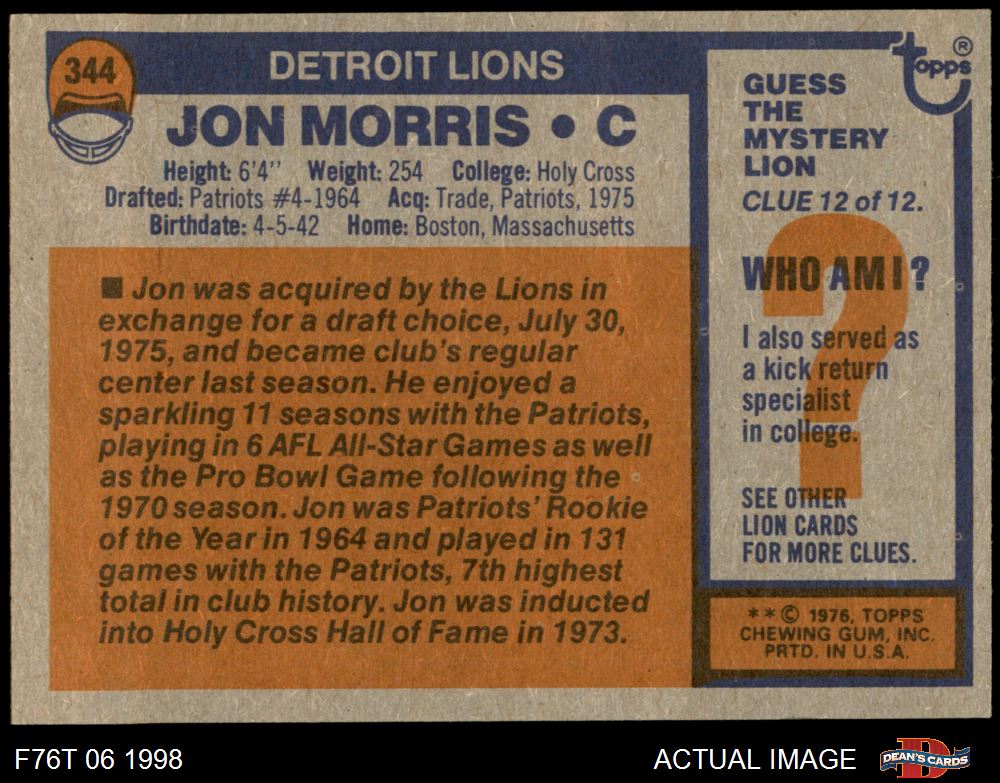 344
DETROIT LIONS
JON MORRIS • C
Height: 6'4'' Weight: 254 College: Holy Cross
Drafted: Patriots #4-1964 Acq: Trade, Patriots, 1975
Birthdate: 4-5-42 Home: Boston, Massachusetts
■ Jon was acquired by the Lions in
exchange for a draft choice, July 30,
1975, and became club's regular
center last season. He enjoyed a
sparkling 11 seasons with the Patriots,
playing in 6 AFL All-Star Games as well
as the Pro Bowl Game following the
1970 season. Jon was Patriots' Rookie
of the Year in 1964 and played in 131
games with the Patriots, 7th highest
total in club history. Jon was inducted
into Holy Cross Hall of Fame in 1973.
topps®
GUESS
THE
MYSTERY
LION
CLUE 12 of 12.
?
WHO AM I?
I also served as
a kick return
specialist
in college.
SEE OTHER
LION CARDS
FOR MORE CLUES.
**© 1976, TOPPS
CHEWING GUM, INC.
PRTD. IN U.S.A.
F76T 06 1998
ACTUAL IMAGE
DEAN'S CARDS